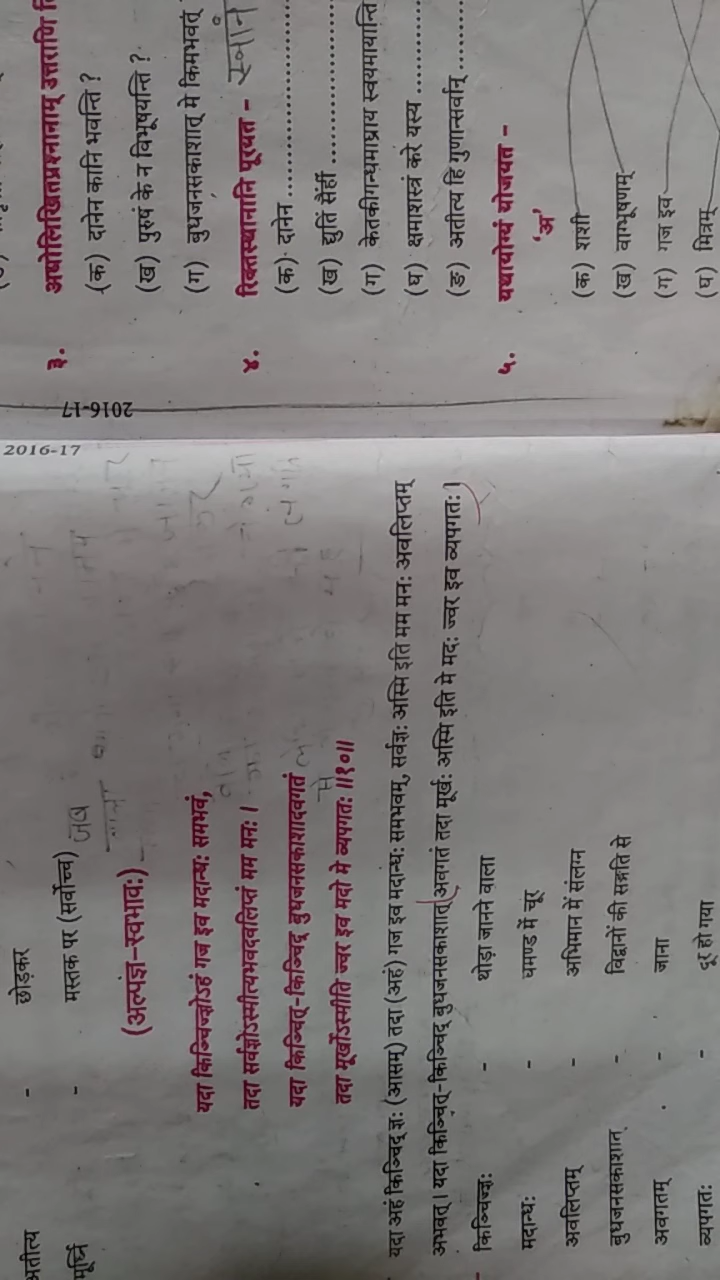 अतीत्य - छोड़कर
मूर्ध्नि - मस्तक पर (सर्वोच्च)
जब
(अल्पज्ञ-स्वभावः)
यदा किञ्चिज्ज्ञोऽहं गज इव मदान्धः समभवं,
तदा सर्वज्ञोऽस्मीत्यभवदवलिप्तं मम मनः।
यदा किञ्चित्-किञ्चिद् बुधजनसकाशादवगतं
तदा मूर्खोऽस्मीति ज्वर इव मदो मे व्यपगतः॥१०॥
यदा अहं किञ्चिद् ज्ञः (आसम्) तदा (अहं) गज इव मदान्धः समभवम्, सर्वज्ञः अस्मि इति मम मनः अवलिप्तम्
अभवत्। यदा किञ्चित्-किञ्चिद् बुधजनसकाशात् अवगतं तदा मूर्खः अस्मि इति मे मदः ज्वर इव व्यपगतः।
किञ्चिज्ज्ञः - थोड़ा जानने वाला
मदान्धः - घमण्ड में चूर
अवलिप्तम् - अभिमान में संलग्न
बुधजनसकाशात् - विद्वानों की सङ्गति से
अवगतम् - जाना
व्यपगतः - दूर हो गया
2016-17
2016-17
३. अधोलिखितप्रश्नानाम् उत्तराणि
(क) दानेन कानि भवन्ति ?
(ख) पुरुषं के न विभूषयन्ति ?
(ग) बुधजनसकाशात् मे किमभवत्
४. रिक्तस्थानानि पूरयत -
(क) दानेन ....................
(ख) द्युतिं सैंहीं ....................
(ग) केतकीगन्धमाघ्राय स्वयमायान्ति
(घ) क्षमाशस्त्रं करे यस्य ..........
(ङ) अतीत्य हि गुणान्सर्वान् ........
५. यथायोग्यं योजयत -
'अ'
(क) शशी
(ख) वाग्भूषणम्
(ग) गज इव
(घ) मित्रम्